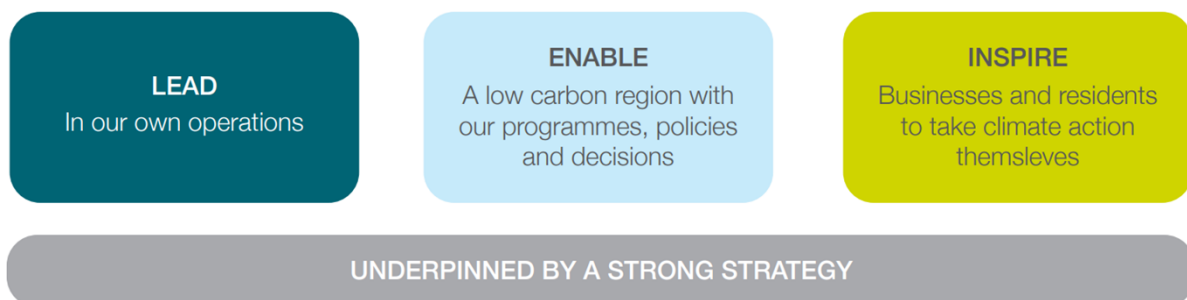 LEAD
In our own operations
ENABLE
A low carbon region with
our programmes, policies
and decisions
INSPIRE
Businesses and residents
to take climate action
themsleves
UNDERPINNED BY A STRONG STRATEGY